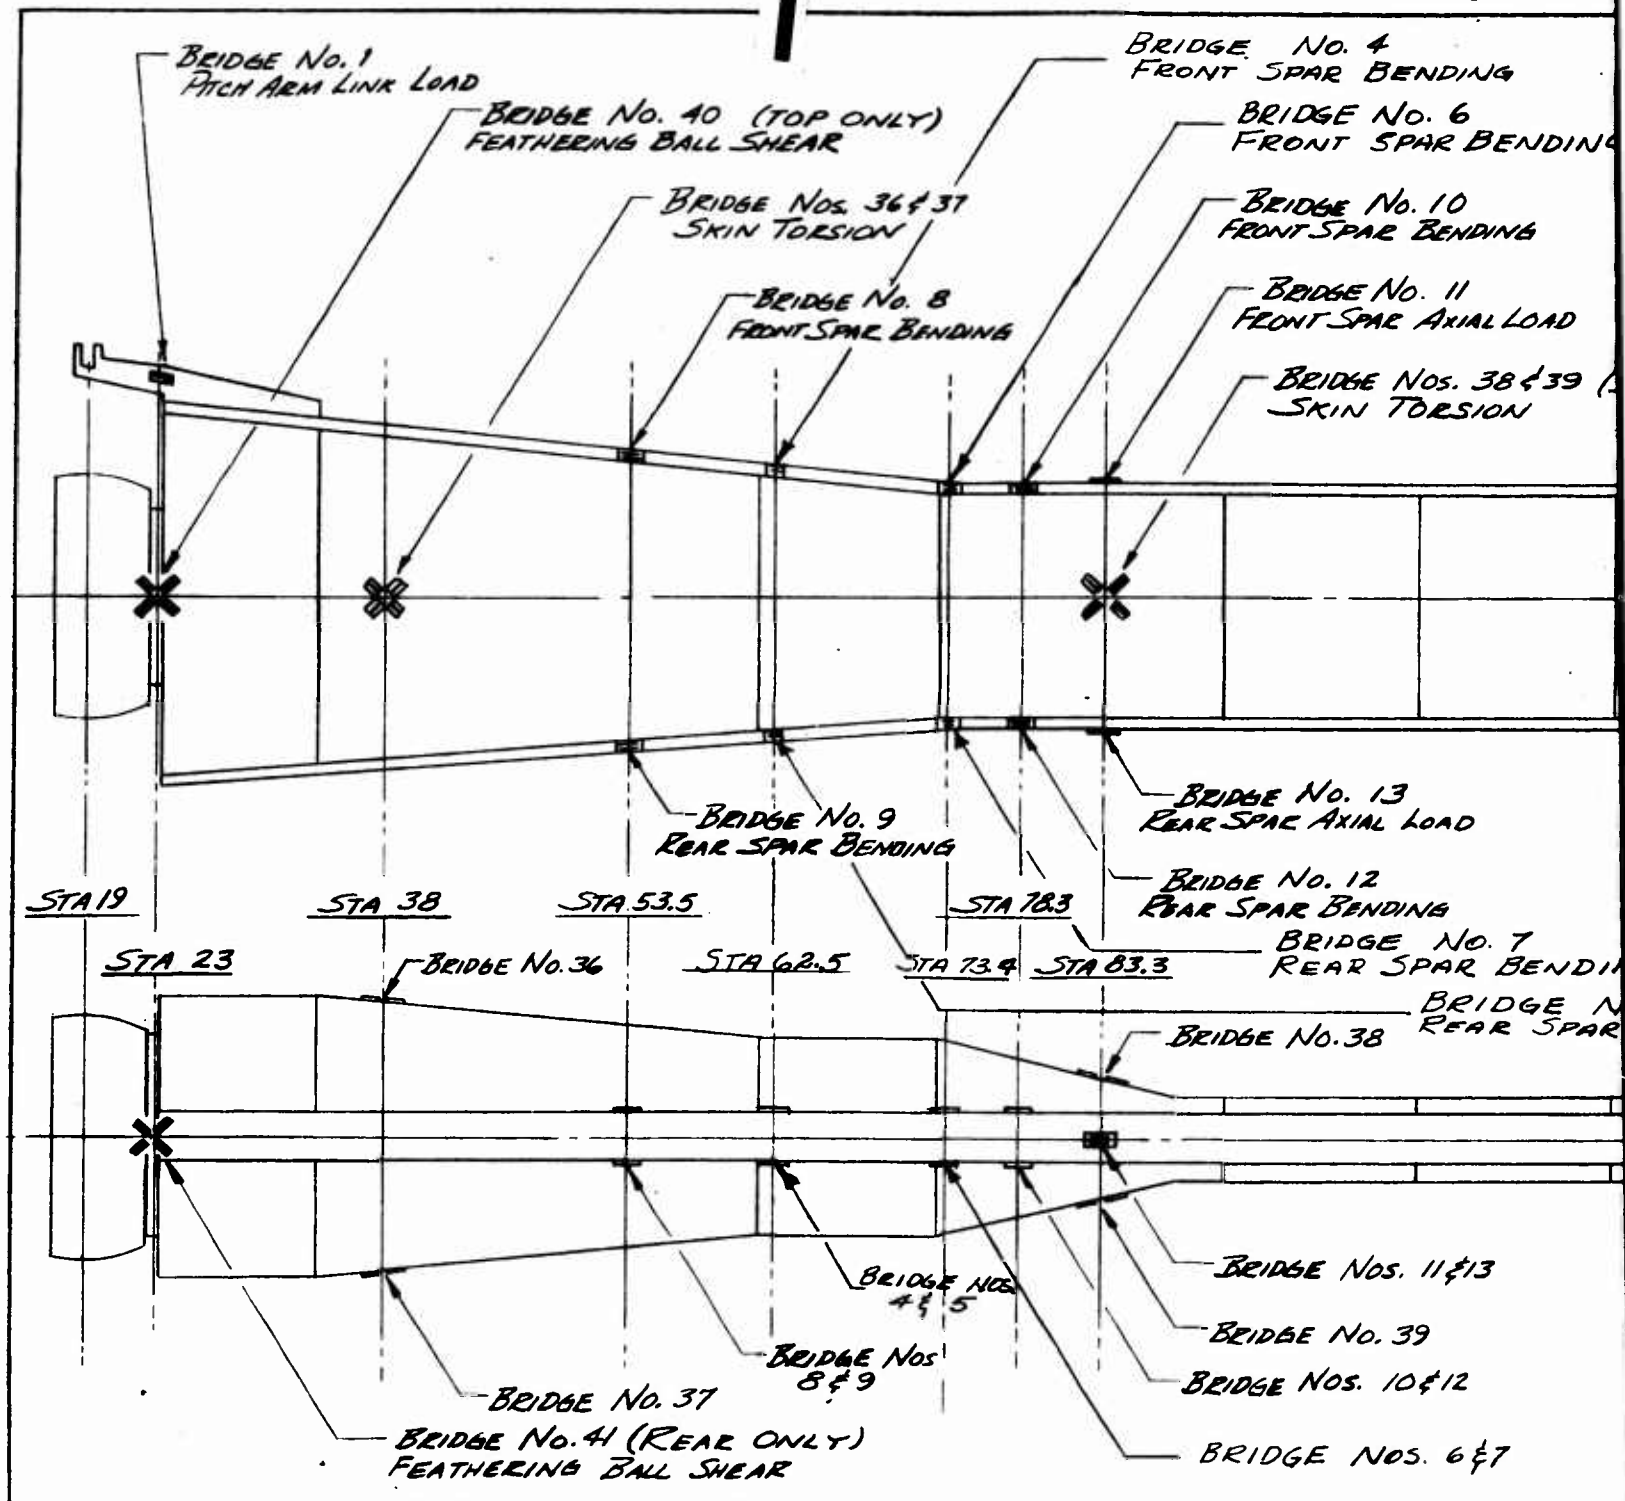 BRIDGE No. 1
PITCH ARM LINK LOAD
BRIDGE No. 40 (TOP ONLY)
FEATHERING BALL SHEAR
BRIDGE Nos. 36 & 37
SKIN TORSION
BRIDGE No. 8
FRONT SPAR BENDING
BRIDGE No. 4
FRONT SPAR BENDING
BRIDGE No. 6
FRONT SPAR BENDING
BRIDGE No. 10
FRONT SPAR BENDING
BRIDGE No. 11
FRONT SPAR AXIAL LOAD
BRIDGE Nos. 38 & 39 (
SKIN TORSION
BRIDGE No. 9
REAR SPAR BENDING
BRIDGE No. 13
REAR SPAR AXIAL LOAD
BRIDGE No. 12
REAR SPAR BENDING
BRIDGE No. 7
REAR SPAR BENDIN
BRIDGE N
REAR SPAR
STA 19
STA 23
STA 38
STA 53.5
STA 62.5
STA 73.4
STA 78.3
STA 83.3
BRIDGE No. 36
BRIDGE No. 38
BRIDGE Nos
4 & 5
BRIDGE Nos. 11 & 13
BRIDGE No. 39
BRIDGE Nos
8 & 9
BRIDGE Nos. 10 & 12
BRIDGE No. 37
BRIDGE No. 41 (REAR ONLY)
FEATHERING BALL SHEAR
BRIDGE Nos. 6 & 7